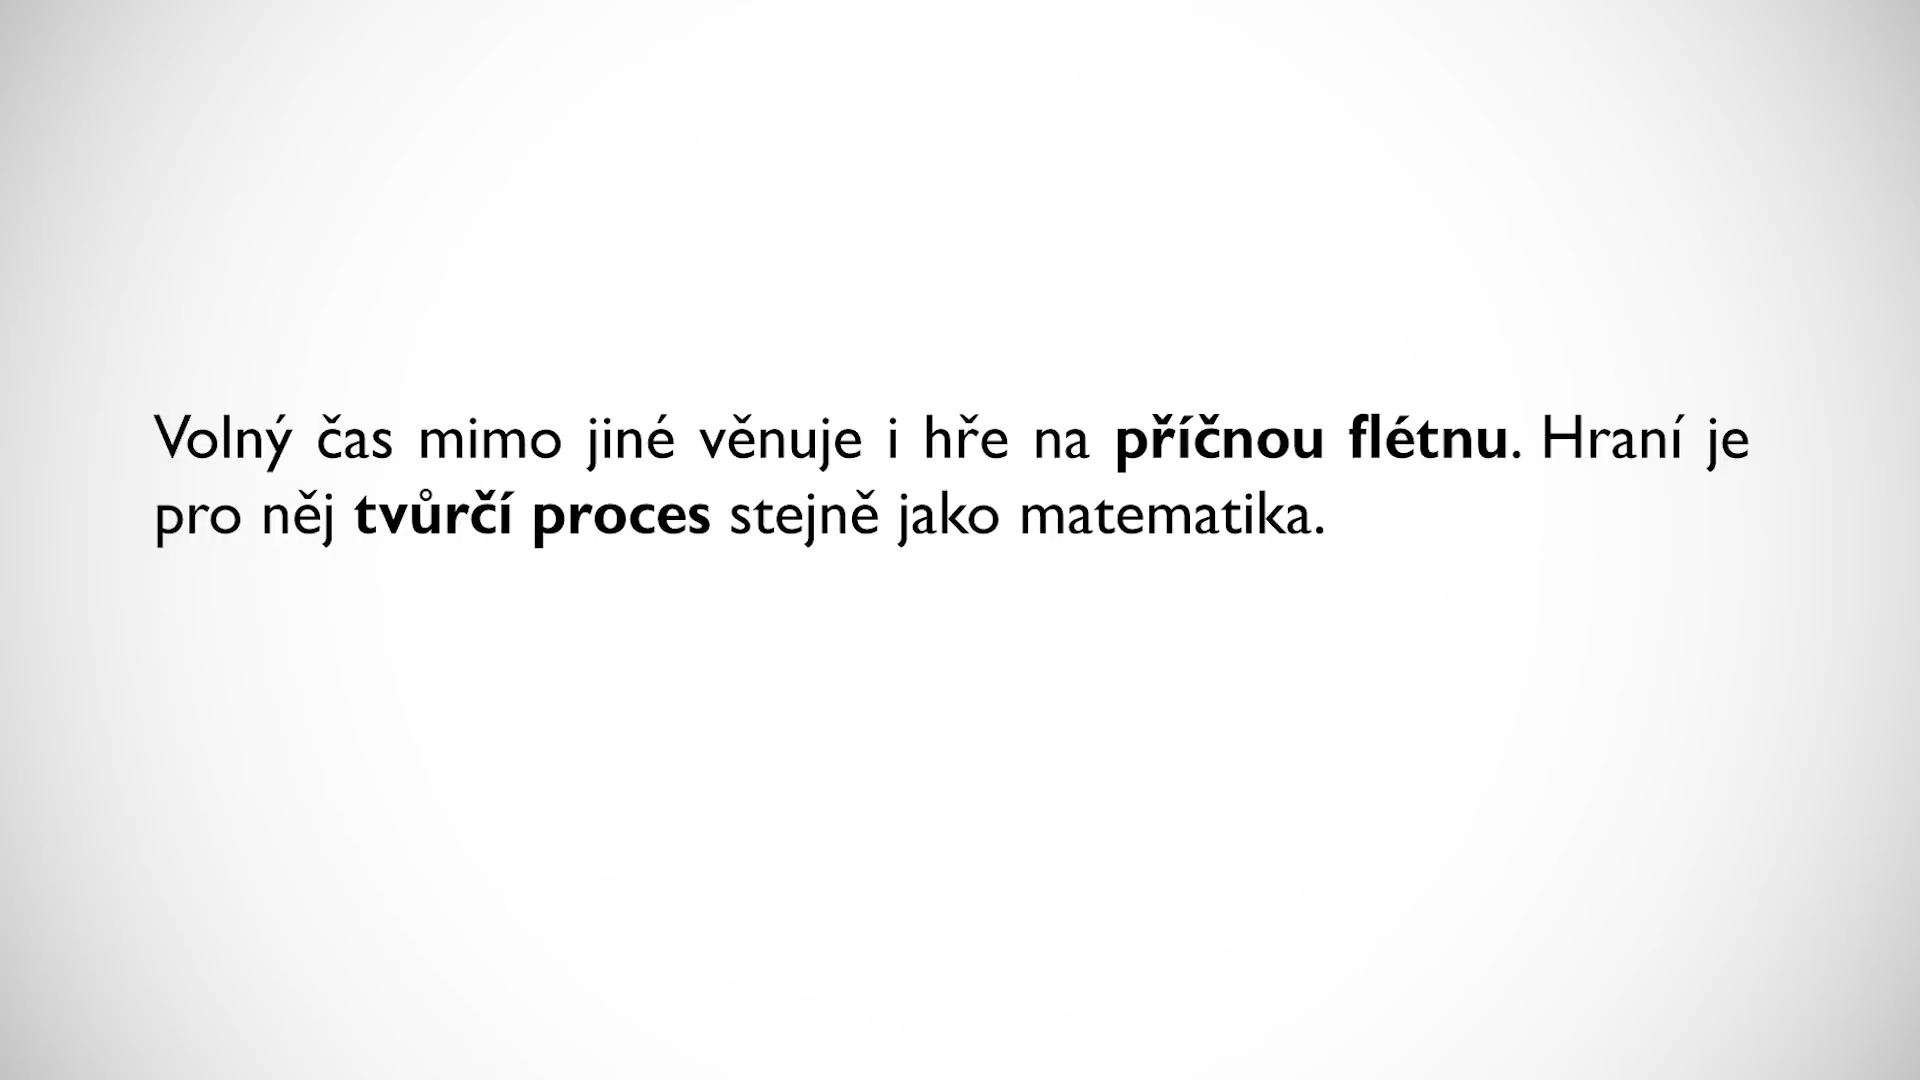 Volný čas mimo jiné věnuje i hře na příčnou flétnu. Hraní je
pro něj tvůrčí proces stejně jako matematika.